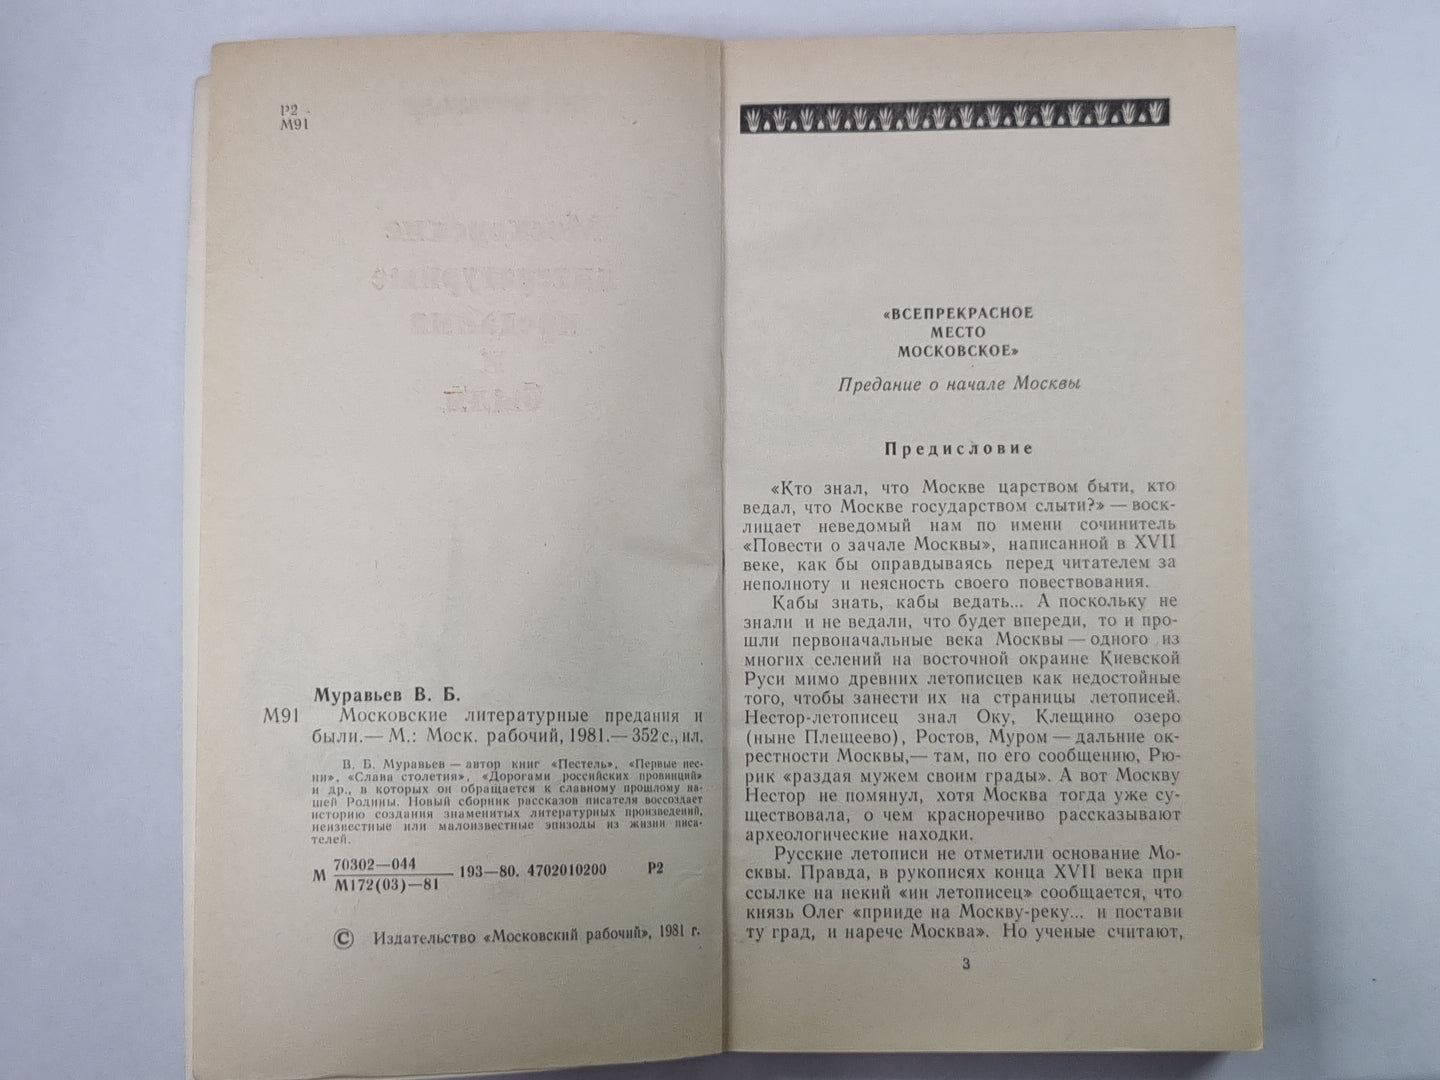 Р2
М91
Муравьев В. Б.
М91 Московские литературные предания и
были.— М.: Моск. рабочий, 1981.— 352 с., ил.
В. Б. Муравьев — автор книг «Пестель», «Первые пес-
ни», «Слава столетия», «Дорогами российских провинций»
и др., в которых он обращается к славному прошлому на-
шей Родины. Новый сборник рассказов писателя воссоздает
историю создания знаменитых литературных произведений,
неизвестные или малоизвестные эпизоды из жизни писа-
телей.
М 70302—044
М172(03)—81 193—80. 4702010200 Р2
© Издательство «Московский рабочий», 1981 г.
«ВСЕПРЕКРАСНОЕ
МЕСТО
МОСКОВСКОЕ»
Предание о начале Москвы
Предисловие
«Кто знал, что Москве царством быти, кто
ведал, что Москве государством слыти?» — воск-
лицает неведомый нам по имени сочинитель
«Повести о зачале Москвы», написанной в XVII
веке, как бы оправдываясь перед читателем за
неполноту и неясность своего повествования.
Кабы знать, кабы ведать... А поскольку не
знали и не ведали, что будет впереди, то и про-
шли первоначальные века Москвы — одного из
многих селений на восточной окраине Киевской
Руси мимо древних летописцев как недостойные
того, чтобы занести их на страницы летописей.
Нестор-летописец знал Оку, Клещино озеро
(ныне Плещеево), Ростов, Муром — дальние ок-
рестности Москвы,— там, по его сообщению, Рю-
рик «раздая мужем своим грады». А вот Москву
Нестор не помянул, хотя Москва тогда уже су-
ществовала, о чем красноречиво рассказывают
археологические находки.
Русские летописи не отметили основание Мо-
сквы. Правда, в рукописях конца XVII века при
ссылке на некий «ин летописец» сообщается, что
князь Олег «прииде на Москву-реку... и постави
ту град, и нарече Москва». Но ученые считают,
3